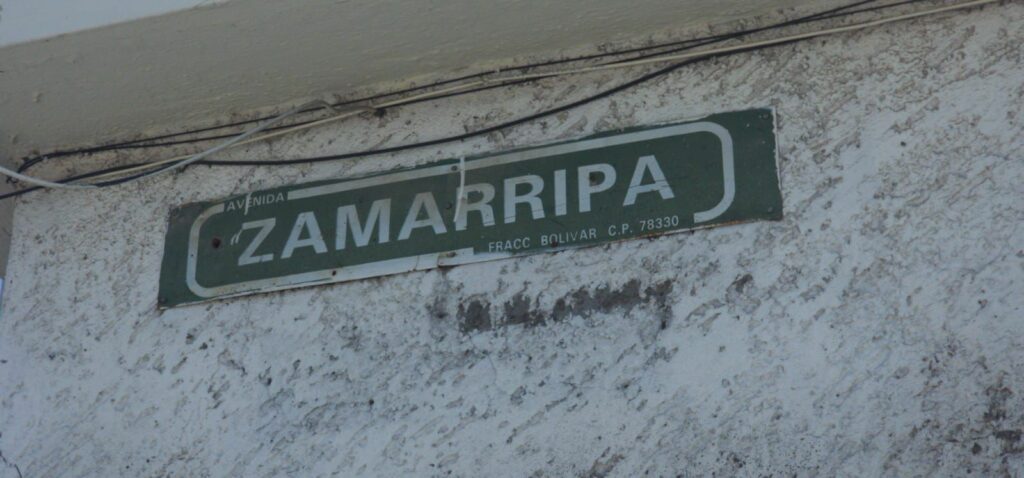 AVENIDA
ZAMARRIPA
FRACC BOLIVAR C.P. 78330